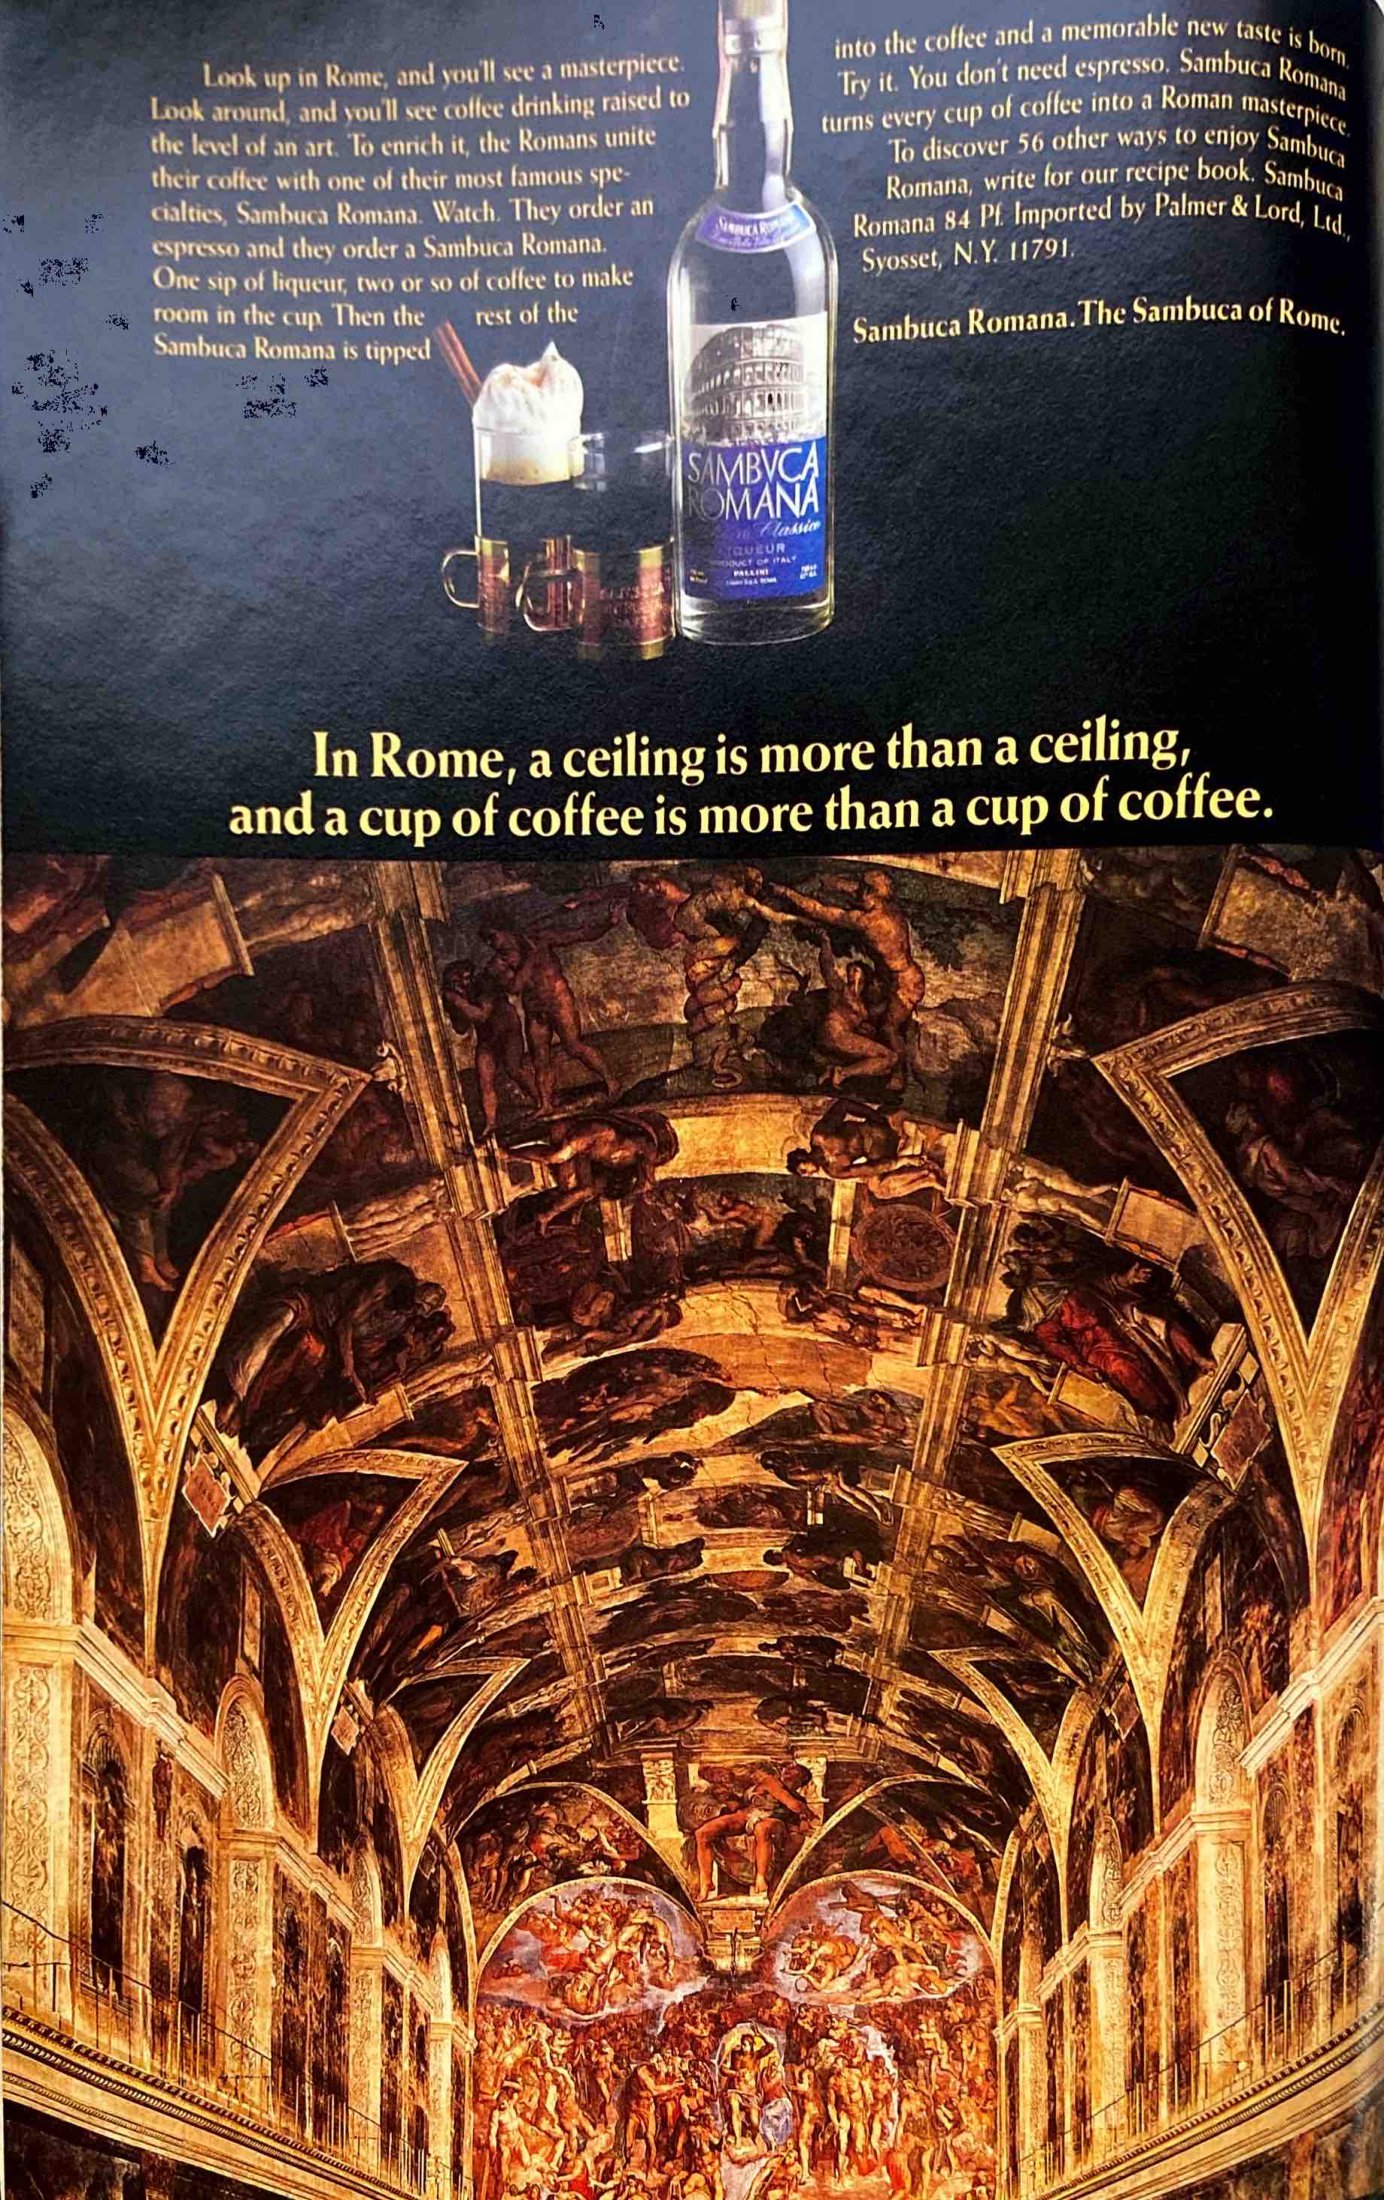 Look up in Rome, and you'll see a masterpiece.
Look around, and you'll see coffee drinking raised to
the level of an art. To enrich it, the Romans unite
their coffee with one of their most famous spe-
cialties, Sambuca Romana. Watch. They order an
espresso and they order a Sambuca Romana.
One sip of liqueur, two or so of coffee to make
room in the cup. Then the rest of the
Sambuca Romana is tipped
into the coffee and a memorable new taste is born.
Try it. You don't need espresso. Sambuca Romana
turns every cup of coffee into a Roman masterpiece.
To discover 56 other ways to enjoy Sambuca
Romana, write for our recipe book. Sambuca
Romana 84 Pf. Imported by Palmer & Lord, Ltd.,
Syosset, N.Y. 11791.
Sambuca Romana. The Sambuca of Rome.
SAMBUCA
SAMBVCA
ROMANA
Classico
LIQUEUR
PRODUCT OF ITALY
PALLINI
In Rome, a ceiling is more than a ceiling,
and a cup of coffee is more than a cup of coffee.